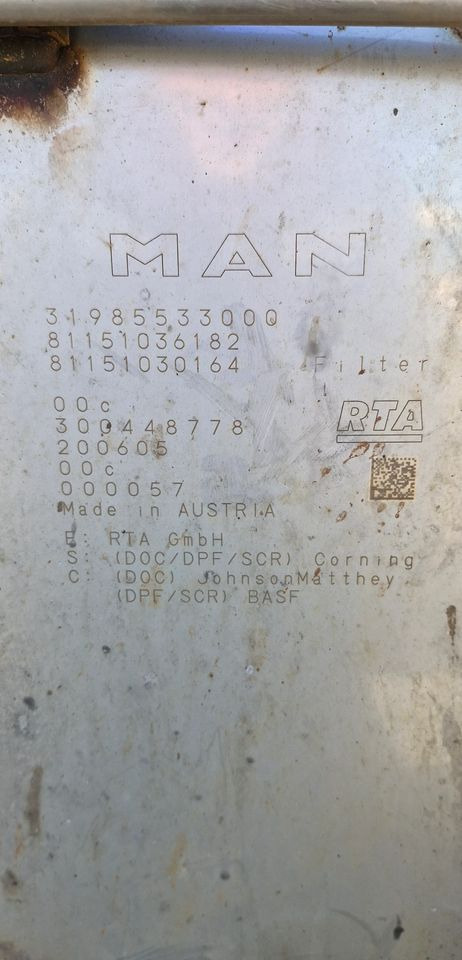 MAN
31985533000
81151036182
81151030164 Filter
00c
300448778
RTA
200605
00c
000057
Made in AUSTRIA
E: RTA GmbH
S: (DOC/DPF/SCR) Corning
C: (DOC) JohnsonMatthey
(DPF/SCR) BASF